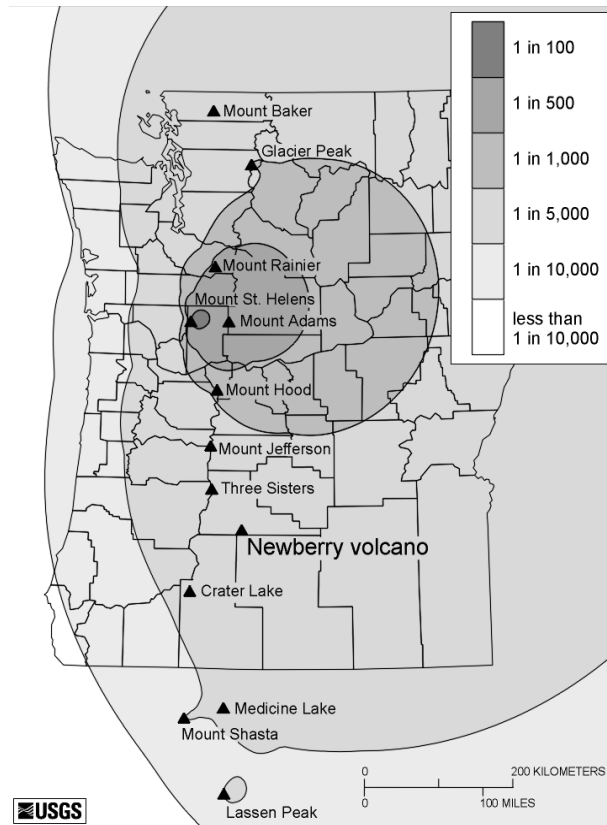 1 in 100
1 in 500
1 in 1,000
1 in 5,000
1 in 10,000
less than
1 in 10,000
Mount Baker
Glacier Peak
Mount Rainier
Mount St. Helens
Mount Adams
Mount Hood
Mount Jefferson
Three Sisters
Newberry volcano
Crater Lake
Medicine Lake
Mount Shasta
Lassen Peak
0 200 KILOMETERS
0 100 MILES
USGS